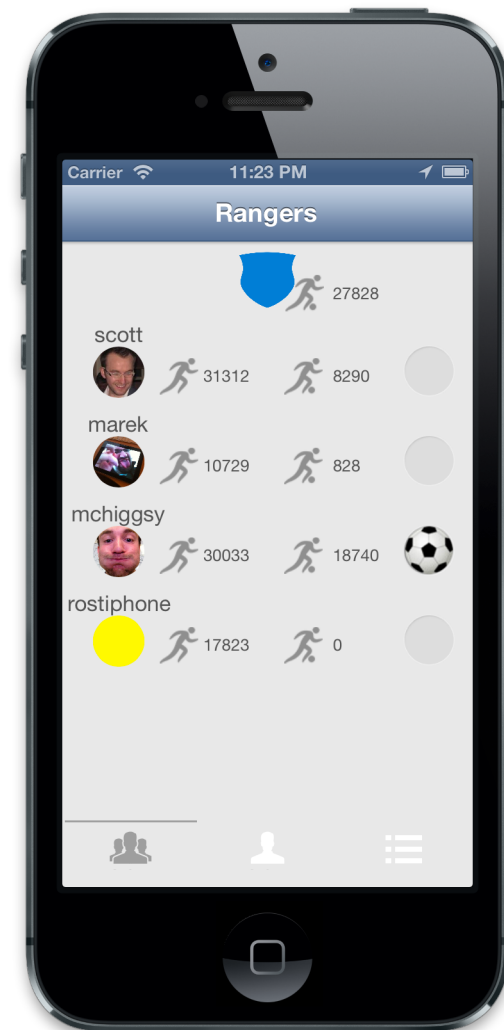 Carrier 11:23 PM
Rangers
27828
scott
31312 8290
marek
10729 828
mchiggsy
30033 18740
rostiphone
17823 0